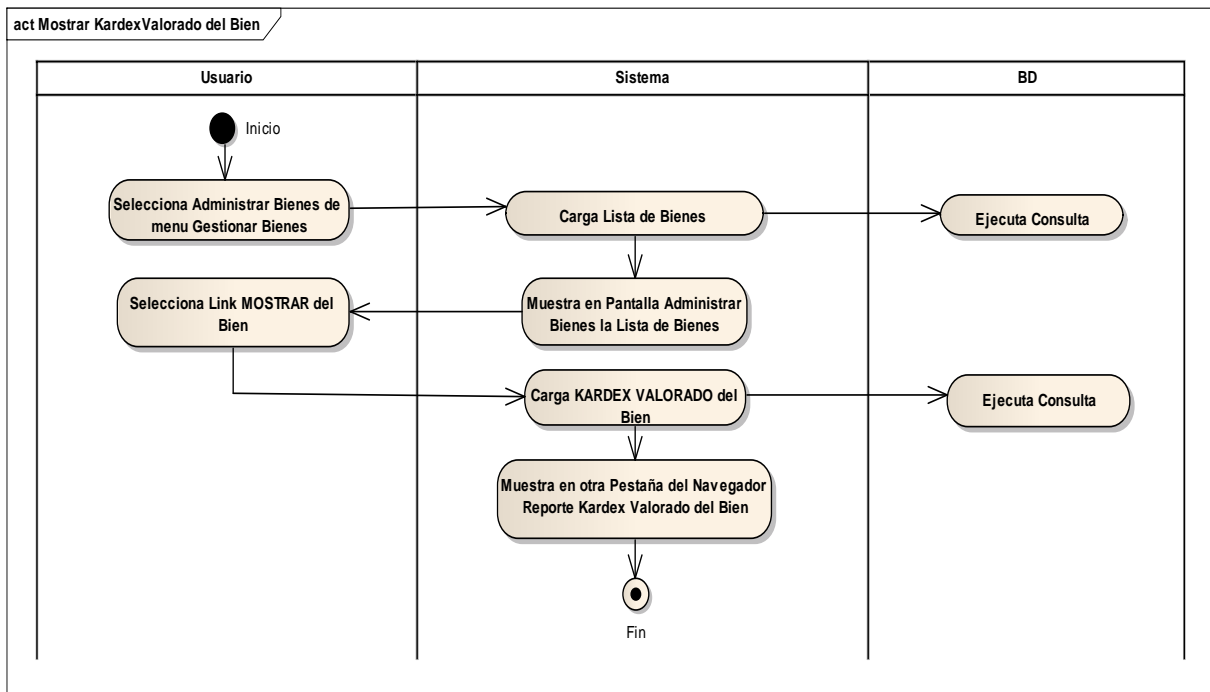 act Mostrar KardexValorado del Bien
Usuario
Sistema
BD
Inicio
Selecciona Administrar Bienes de
menu Gestionar Bienes
Carga Lista de Bienes
Ejecuta Consulta
Selecciona Link MOSTRAR del
Bien
Muestra en Pantalla Administrar
Bienes la Lista de Bienes
Carga KARDEX VALORADO del
Bien
Ejecuta Consulta
Muestra en otra Pestaña del Navegador
Reporte Kardex Valorado del Bien
Fin